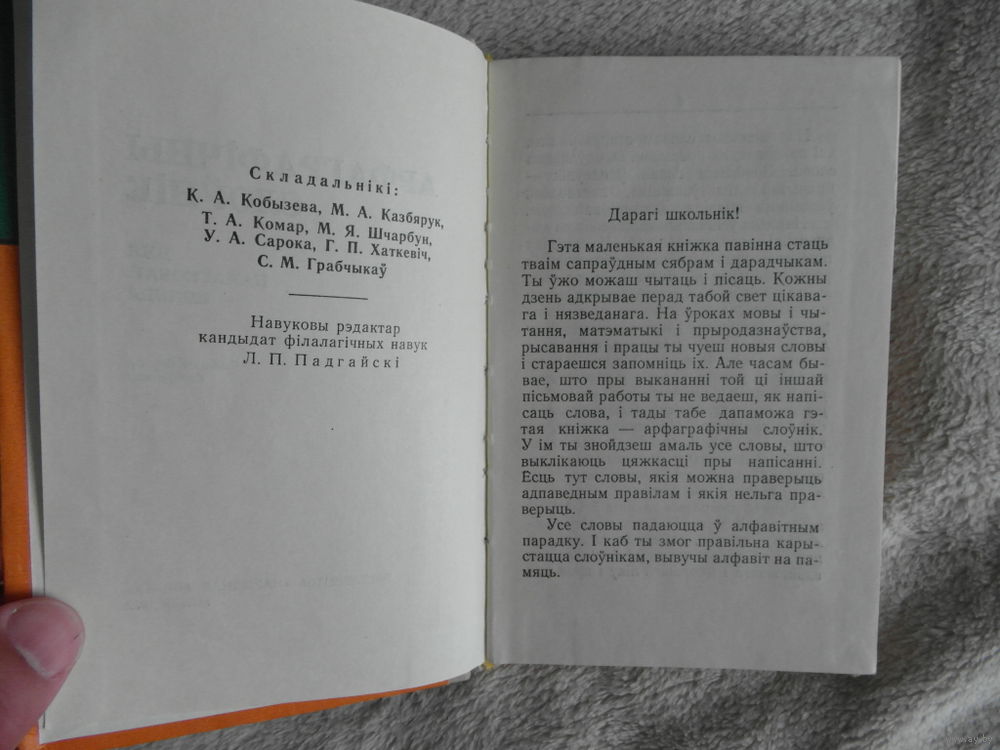 Складальнікі:
К. А. Кобызева, М. А. Казбярук,
Т. А. Комар, М. Я. Шчарбун,
У. А. Сарока, Г. П. Хаткевіч,
С. М. Грабчыкаў
Навуковы рэдактар
кандыдат філалагічных навук
Л. П. Падгайскі
Дарагі школьнік!
Гэта маленькая кніжка павінна стаць
тваім сапраўдным сябрам і дарадчыкам.
Ты ўжо можаш чытаць і пісаць. Кожны
дзень адкрывае перад табой свет цікава-
га і нязведанага. На ўроках мовы і чы-
тання, матэматыкі і прыродазнаўства,
рысавання і працы ты чуеш новыя словы
і стараешся запомніць іх. Але часам бы-
вае, што пры выкананні той ці іншай
пісьмовай работы ты не ведаеш, як напі-
саць слова, і тады табе дапаможа гэ-
тая кніжка — арфаграфічны слоўнік.
У ім ты знойдзеш амаль усе словы, што
выклікаюць цяжкасці пры напісанні.
Ёсць тут словы, якія можна праверыць
адпаведным правілам і якія нельга пра-
верыць.
Усе словы падаюцца ў алфавітным
парадку. І каб ты змог правільна кары-
стацца слоўнікам, вывучы алфавіт на па-
мяць.